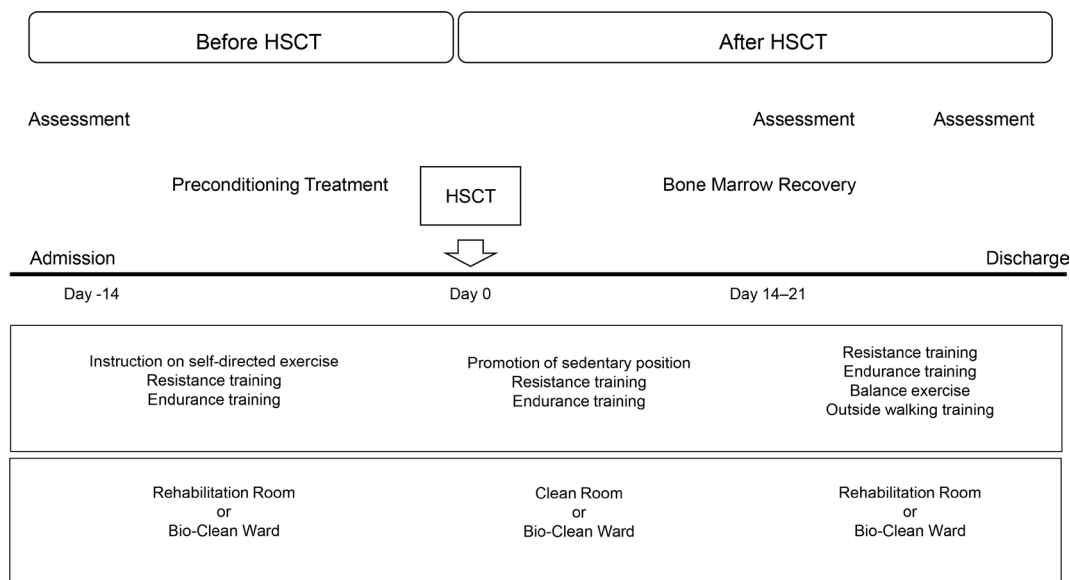 Before HSCT
After HSCT
Assessment
Assessment
Assessment
Preconditioning Treatment
HSCT
Bone Marrow Recovery
Admission
Discharge
Day -14
Day 0
Day 14–21
Instruction on self-directed exercise
Resistance training
Endurance training
Promotion of sedentary position
Resistance training
Endurance training
Resistance training
Endurance training
Balance exercise
Outside walking training
Rehabilitation Room
or
Bio-Clean Ward
Clean Room
or
Bio-Clean Ward
Rehabilitation Room
or
Bio-Clean Ward